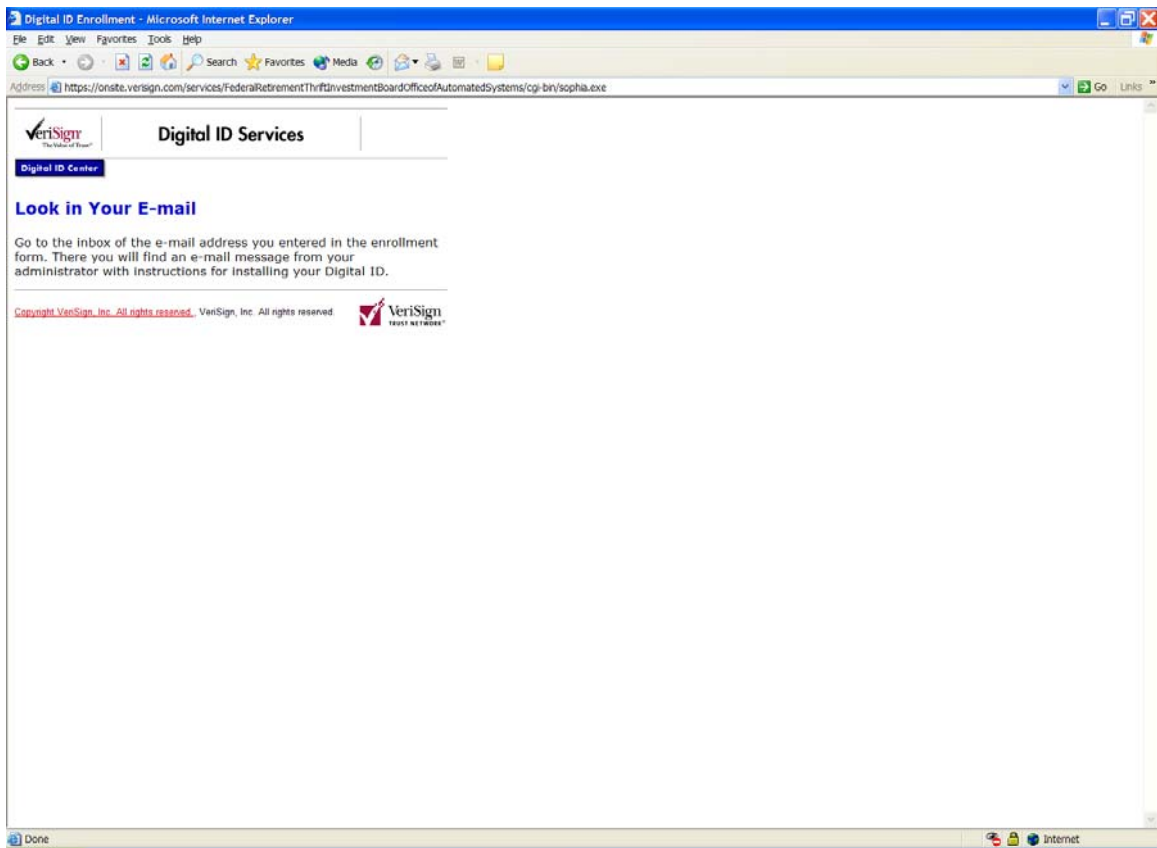 Digital ID Enrollment - Microsoft Internet Explorer
File Edit View Favorites Tools Help
Back Search Favorites Media
Address https://onsite.verisign.com/services/FederalRetirementThriftInvestmentBoardOfficeofAutomatedSystems/cgi-bin/sophia.exe Go Links »
VeriSign
The Value of Trust
Digital ID Services
Digital ID Center
Look in Your E-mail
Go to the inbox of the e-mail address you entered in the enrollment
form. There you will find an e-mail message from your
administrator with instructions for installing your Digital ID.
Copyright VeriSign, Inc. All rights reserved., VeriSign, Inc. All rights reserved.
VeriSign
TRUST NETWORK
Done Internet